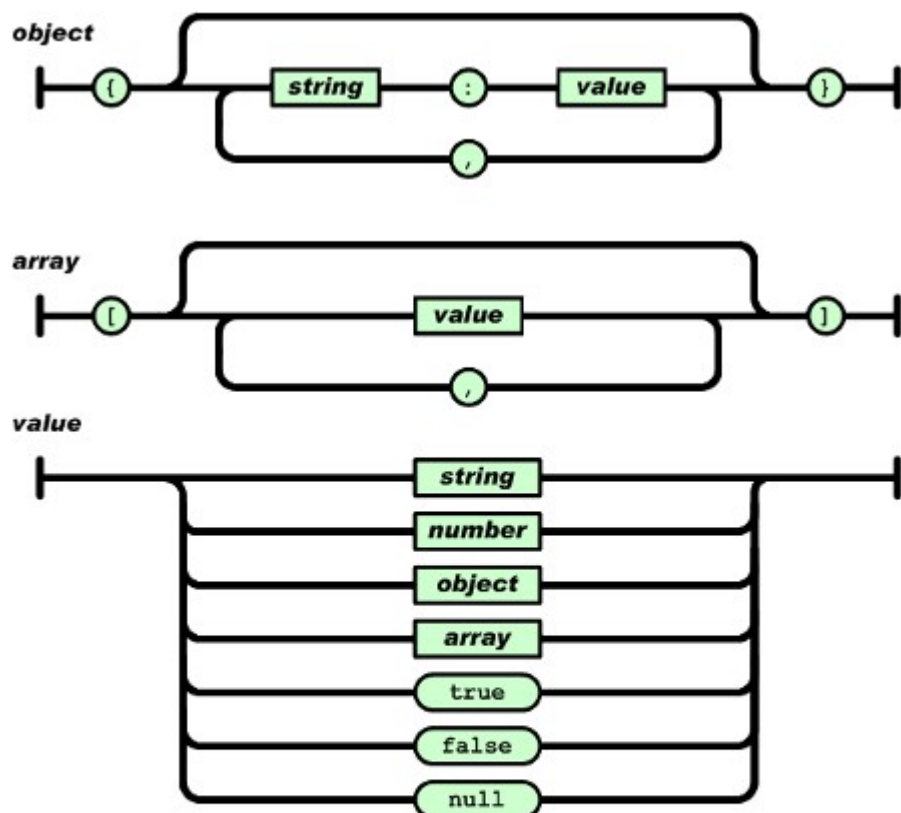 object
{ string : value }
,
array
[ value ]
,
value
string
number
object
array
true
false
null